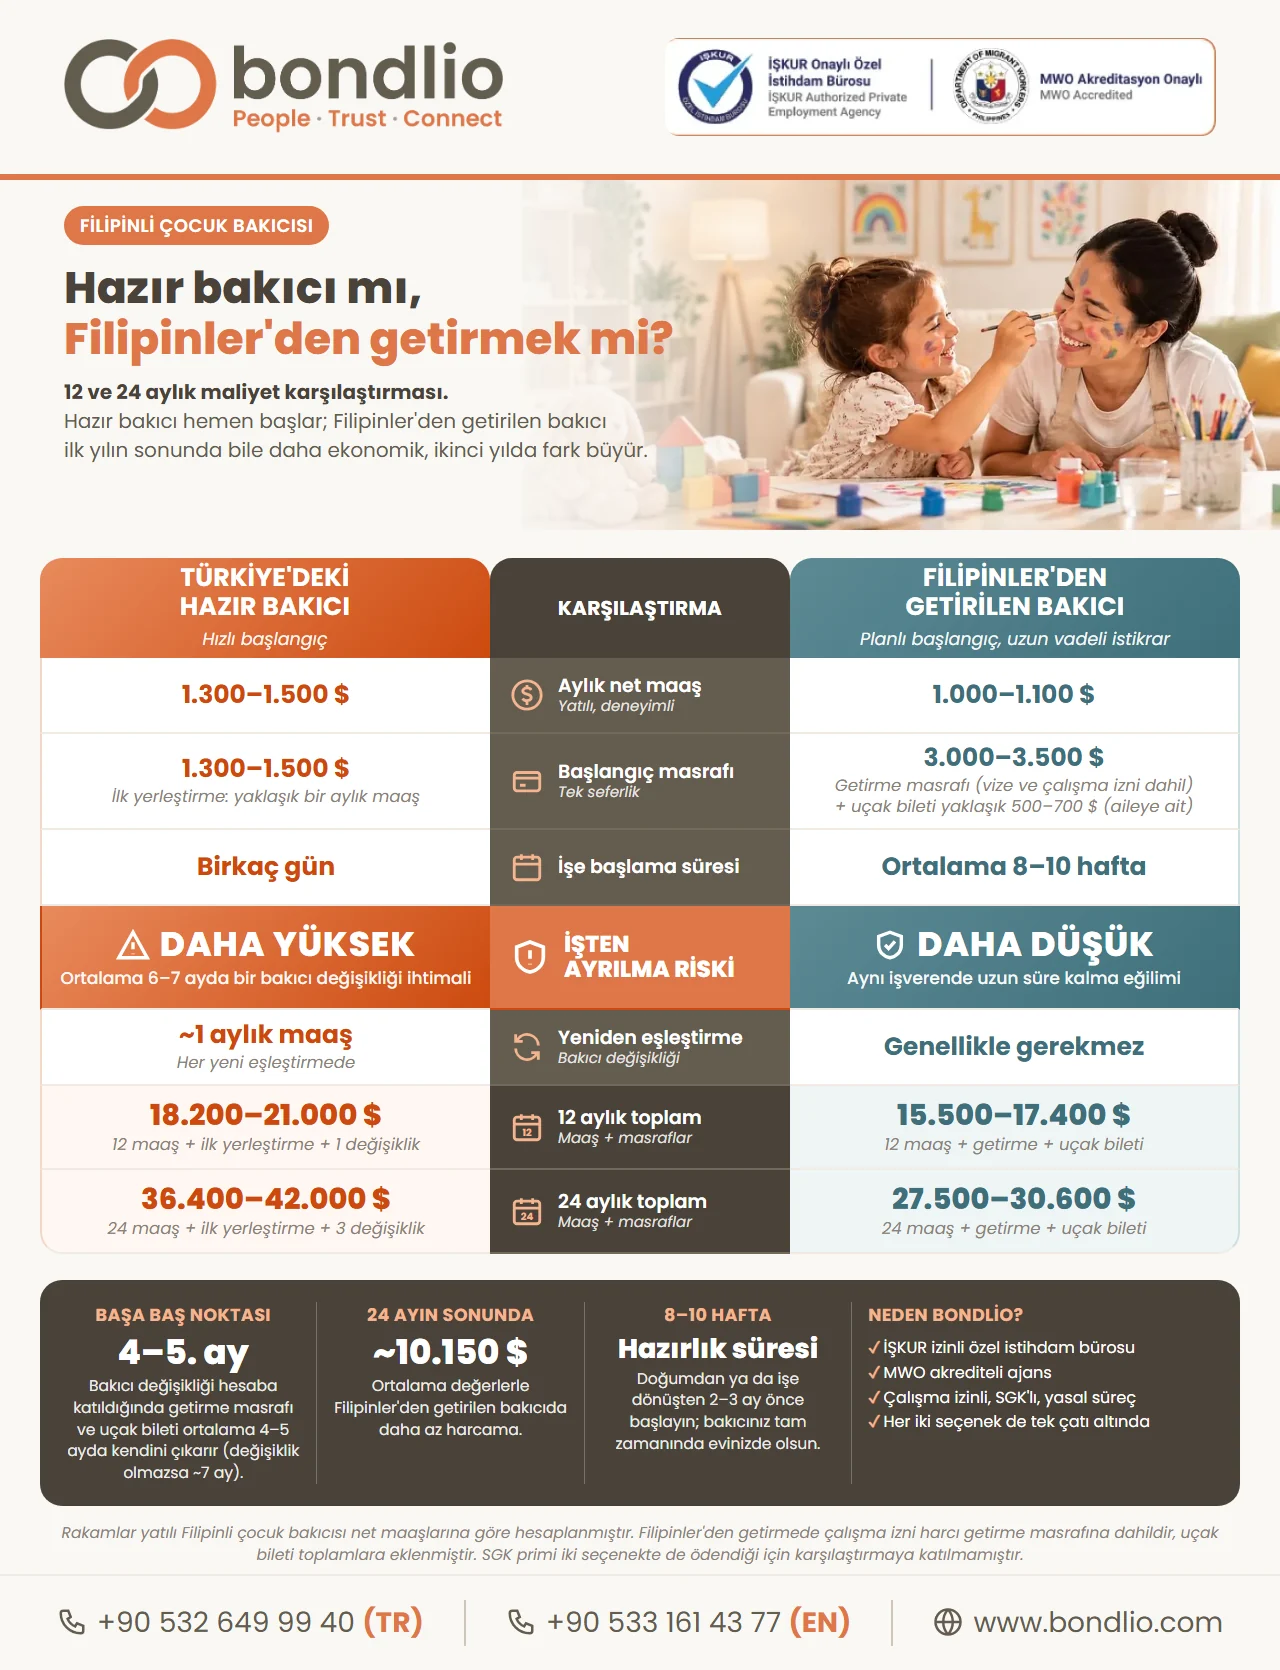 bondlio
People · Trust · Connect
İŞKUR
ÖZEL İSTİHDAM BÜROSU
İŞKUR Onaylı Özel
İstihdam Bürosu
İŞKUR Authorized Private
Employment Agency
DEPARTMENT OF MIGRANT WORKERS
PHILIPPINES
MWO Akreditasyon Onaylı
MWO Accredited
FİLİPİNLİ ÇOCUK BAKICISI
Hazır bakıcı mı,
Filipinler'den getirmek mi?
12 ve 24 aylık maliyet karşılaştırması.
Hazır bakıcı hemen başlar; Filipinler'den getirilen bakıcı
ilk yılın sonunda bile daha ekonomik, ikinci yılda fark büyür.
TÜRKİYE'DEKİ
HAZIR BAKICI
Hızlı başlangıç
KARŞILAŞTIRMA
FİLİPİNLER'DEN
GETİRİLEN BAKICI
Planlı başlangıç, uzun vadeli istikrar
1.300–1.500 $
Aylık net maaş
Yatılı, deneyimli
1.000–1.100 $
1.300–1.500 $
İlk yerleştirme: yaklaşık bir aylık maaş
Başlangıç masrafı
Tek seferlik
3.000–3.500 $
Getirme masrafı (vize ve çalışma izni dahil)
+ uçak bileti yaklaşık 500–700 $ (aileye ait)
Birkaç gün
İşe başlama süresi
Ortalama 8–10 hafta
DAHA YÜKSEK
Ortalama 6–7 ayda bir bakıcı değişikliği ihtimali
İŞTEN
AYRILMA RİSKİ
DAHA DÜŞÜK
Aynı işverende uzun süre kalma eğilimi
~1 aylık maaş
Her yeni eşleştirmede
Yeniden eşleştirme
Bakıcı değişikliği
Genellikle gerekmez
18.200–21.000 $
12 maaş + ilk yerleştirme + 1 değişiklik
12
12 aylık toplam
Maaş + masraflar
15.500–17.400 $
12 maaş + getirme + uçak bileti
36.400–42.000 $
24 maaş + ilk yerleştirme + 3 değişiklik
24
24 aylık toplam
Maaş + masraflar
27.500–30.600 $
24 maaş + getirme + uçak bileti
BAŞA BAŞ NOKTASI
4–5. ay
Bakıcı değişikliği hesaba
katıldığında getirme masrafı
ve uçak bileti ortalama 4–5
ayda kendini çıkarır (değişiklik
olmazsa ~7 ay).
24 AYIN SONUNDA
~10.150 $
Ortalama değerlerle
Filipinler'den getirilen bakıcıda
daha az harcama.
8–10 HAFTA
Hazırlık süresi
Doğumdan ya da işe
dönüşten 2–3 ay önce
başlayın; bakıcınız tam
zamanında evinizde olsun.
NEDEN BONDLİO?
✓ İŞKUR izinli özel istihdam bürosu
✓ MWO akrediteli ajans
✓ Çalışma izinli, SGK'lı, yasal süreç
✓ Her iki seçenek de tek çatı altında
Rakamlar yatılı Filipinli çocuk bakıcısı net maaşlarına göre hesaplanmıştır. Filipinler'den getirmede çalışma izni harcı getirme masrafına dahildir, uçak
bileti toplamlara eklenmiştir. SGK primi iki seçenekte de ödendiği için karşılaştırmaya katılmamıştır.
+90 532 649 99 40 (TR)
+90 533 161 43 77 (EN)
www.bondlio.com